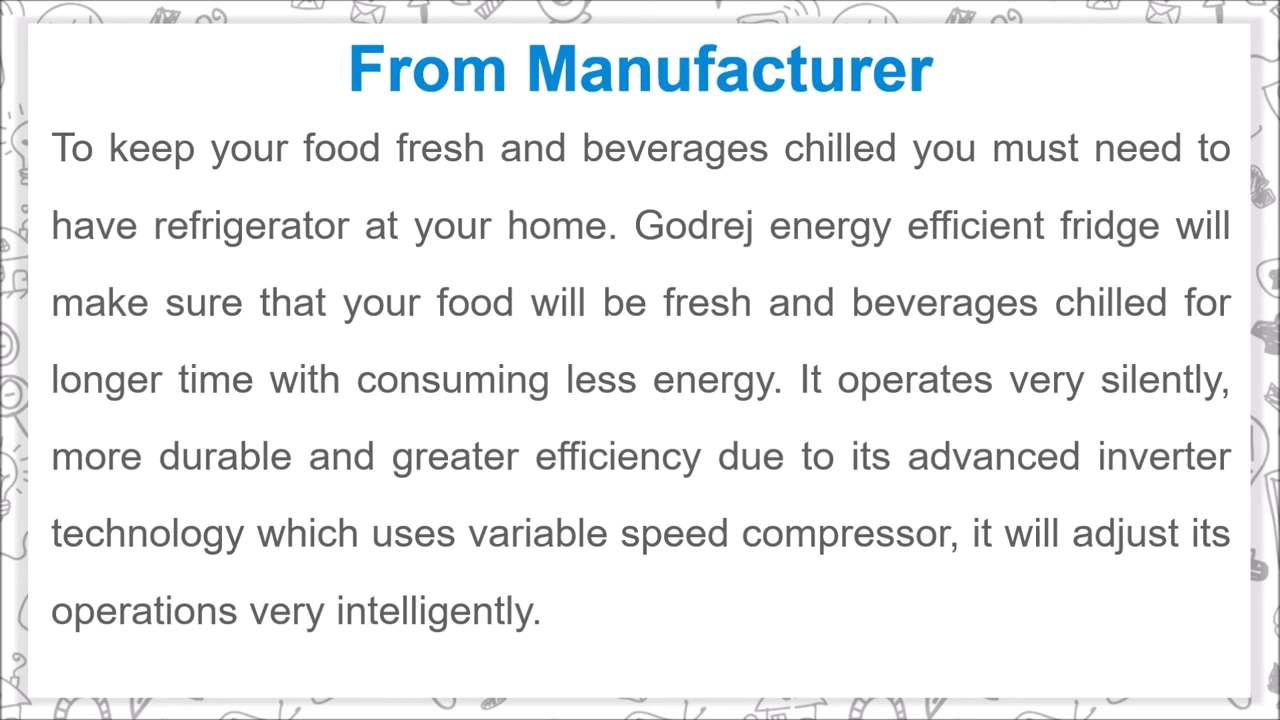 From Manufacturer
To keep your food fresh and beverages chilled you must need to
have refrigerator at your home. Godrej energy efficient fridge will
make sure that your food will be fresh and beverages chilled for
longer time with consuming less energy. It operates very silently,
more durable and greater efficiency due to its advanced inverter
technology which uses variable speed compressor, it will adjust its
operations very intelligently.